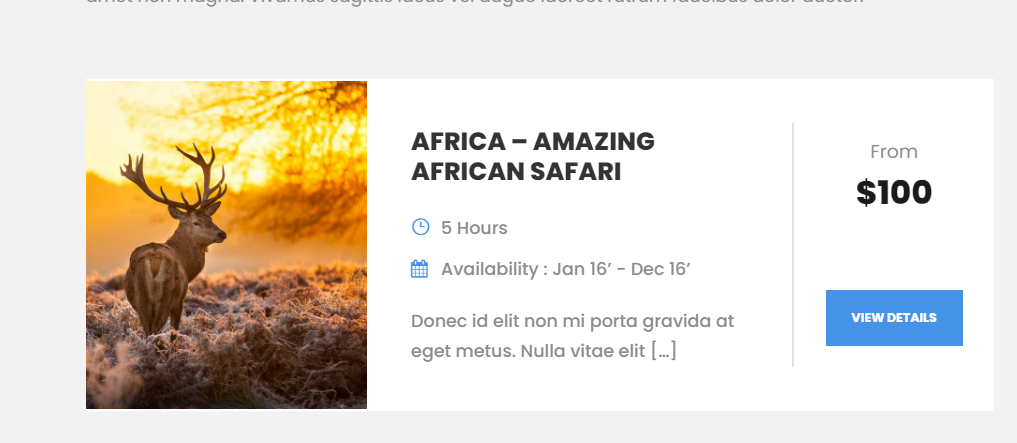 AFRICA – AMAZING
AFRICAN SAFARI
5 Hours
Availability : Jan 16’ - Dec 16’
Donec id elit non mi porta gravida at
eget metus. Nulla vitae elit [...]
From
$100
VIEW DETAILS